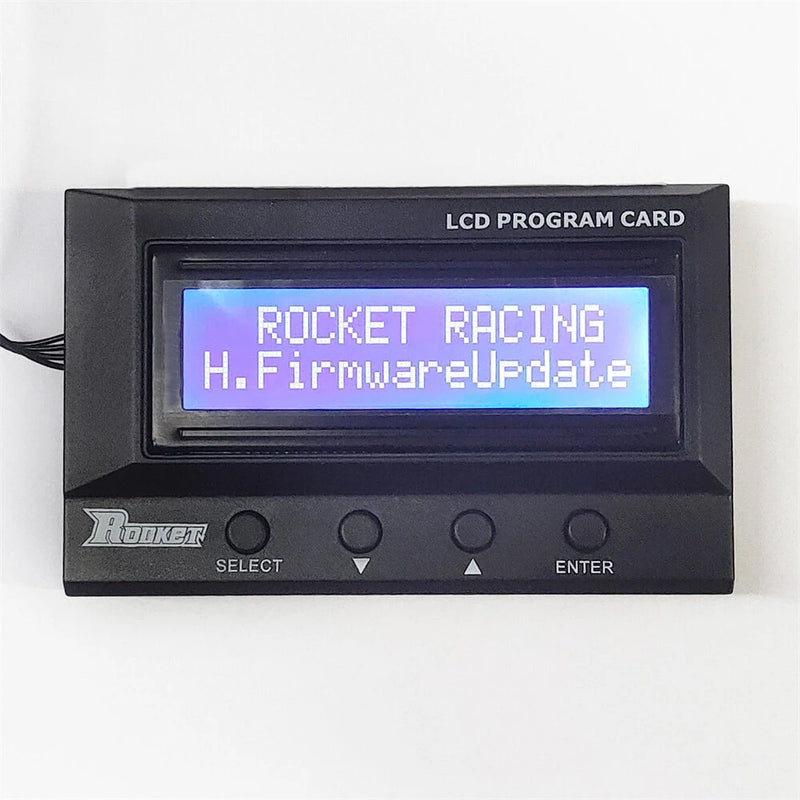 LCD PROGRAM CARD
ROCKET RACING
H.FirmwareUpdate
ROCKET
SELECT ▼ ▲ ENTER